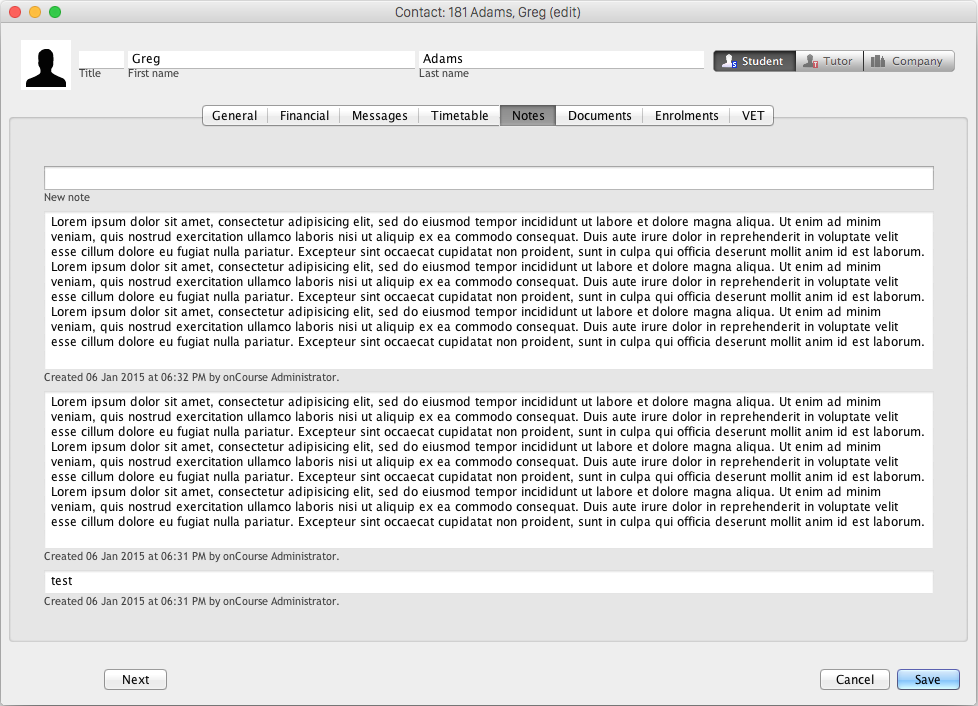 Contact: 181 Adams, Greg (edit)
Greg Adams Student Tutor Company
Title First name Last name
General Financial Messages Timetable Notes Documents Enrolments VET
New note
Lorem ipsum dolor sit amet, consectetur adipisicing elit, sed do eiusmod tempor incididunt ut labore et dolore magna aliqua. Ut enim ad minim
veniam, quis nostrud exercitation ullamco laboris nisi ut aliquip ex ea commodo consequat. Duis aute irure dolor in reprehenderit in voluptate velit
esse cillum dolore eu fugiat nulla pariatur. Excepteur sint occaecat cupidatat non proident, sunt in culpa qui officia deserunt mollit anim id est laborum.
Lorem ipsum dolor sit amet, consectetur adipisicing elit, sed do eiusmod tempor incididunt ut labore et dolore magna aliqua. Ut enim ad minim
veniam, quis nostrud exercitation ullamco laboris nisi ut aliquip ex ea commodo consequat. Duis aute irure dolor in reprehenderit in voluptate velit
esse cillum dolore eu fugiat nulla pariatur. Excepteur sint occaecat cupidatat non proident, sunt in culpa qui officia deserunt mollit anim id est laborum.
Lorem ipsum dolor sit amet, consectetur adipisicing elit, sed do eiusmod tempor incididunt ut labore et dolore magna aliqua. Ut enim ad minim
veniam, quis nostrud exercitation ullamco laboris nisi ut aliquip ex ea commodo consequat. Duis aute irure dolor in reprehenderit in voluptate velit
esse cillum dolore eu fugiat nulla pariatur. Excepteur sint occaecat cupidatat non proident, sunt in culpa qui officia deserunt mollit anim id est laborum.
Created 06 Jan 2015 at 06:32 PM by onCourse Administrator.
Lorem ipsum dolor sit amet, consectetur adipisicing elit, sed do eiusmod tempor incididunt ut labore et dolore magna aliqua. Ut enim ad minim
veniam, quis nostrud exercitation ullamco laboris nisi ut aliquip ex ea commodo consequat. Duis aute irure dolor in reprehenderit in voluptate velit
esse cillum dolore eu fugiat nulla pariatur. Excepteur sint occaecat cupidatat non proident, sunt in culpa qui officia deserunt mollit anim id est laborum.
Lorem ipsum dolor sit amet, consectetur adipisicing elit, sed do eiusmod tempor incididunt ut labore et dolore magna aliqua. Ut enim ad minim
veniam, quis nostrud exercitation ullamco laboris nisi ut aliquip ex ea commodo consequat. Duis aute irure dolor in reprehenderit in voluptate velit
esse cillum dolore eu fugiat nulla pariatur. Excepteur sint occaecat cupidatat non proident, sunt in culpa qui officia deserunt mollit anim id est laborum.
Lorem ipsum dolor sit amet, consectetur adipisicing elit, sed do eiusmod tempor incididunt ut labore et dolore magna aliqua. Ut enim ad minim
veniam, quis nostrud exercitation ullamco laboris nisi ut aliquip ex ea commodo consequat. Duis aute irure dolor in reprehenderit in voluptate velit
esse cillum dolore eu fugiat nulla pariatur. Excepteur sint occaecat cupidatat non proident, sunt in culpa qui officia deserunt mollit anim id est laborum.
Created 06 Jan 2015 at 06:31 PM by onCourse Administrator.
test
Created 06 Jan 2015 at 06:31 PM by onCourse Administrator.
Next Cancel Save